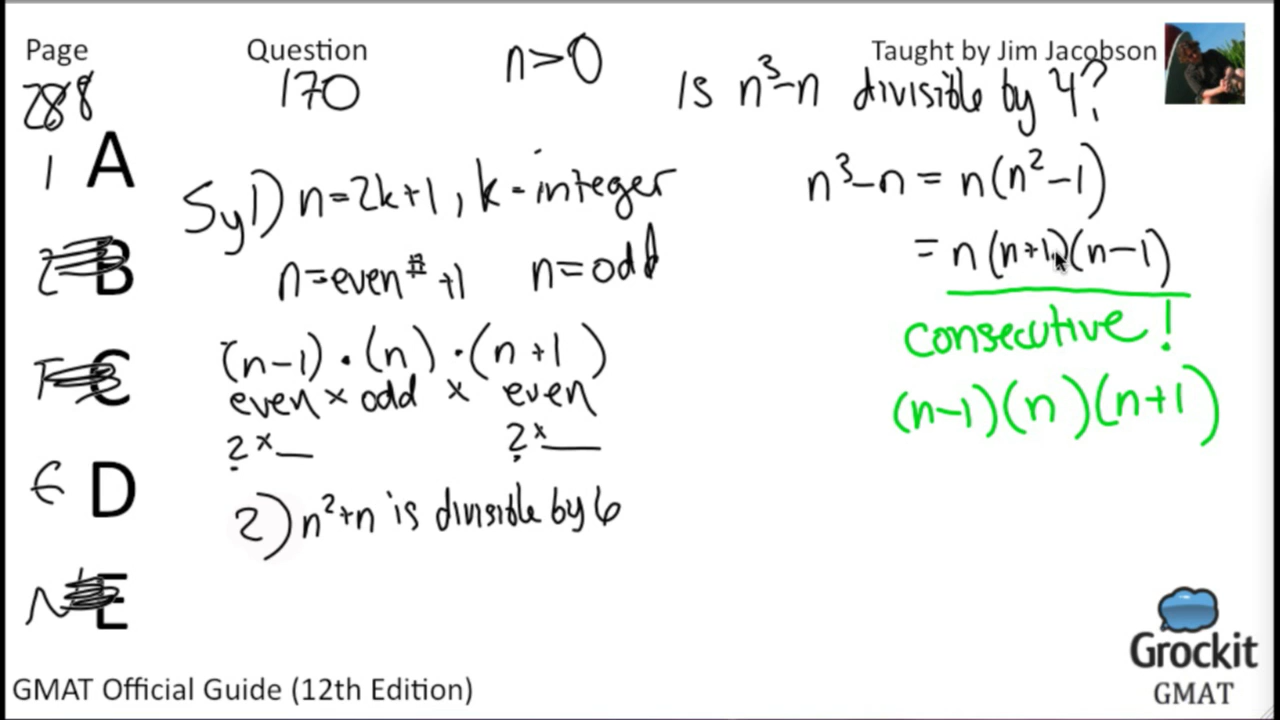 Page
Question
n>0
Taught by Jim Jacobson
288
170
Is n³-n divisible by 4?
1 A
2 B
T C
E D
N E
Sy 1) n=2k+1, k-integer
n=even#+1 n=odd
(n-1)·(n)·(n+1)
even × odd × even
2×__ 2×__
2) n²+n is divisible by 6
n³-n = n(n²-1)
= n(n+1)(n-1)
consecutive!
(n-1)(n)(n+1)
GMAT Official Guide (12th Edition)
Grockit
GMAT